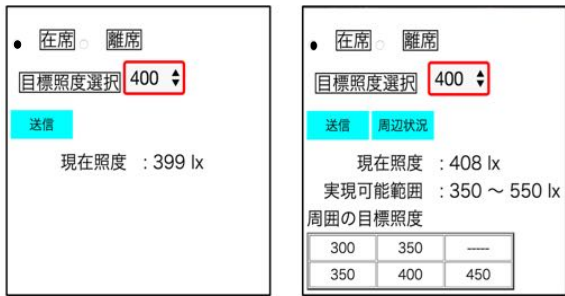 在席 離席
目標照度選択 400
送信
現在照度 : 399 lx
在席 離席
目標照度選択 400
送信 周辺状況
現在照度 : 408 lx
実現可能範囲 : 350 ～ 550 lx
周囲の目標照度
300 350 -----
350 400 450